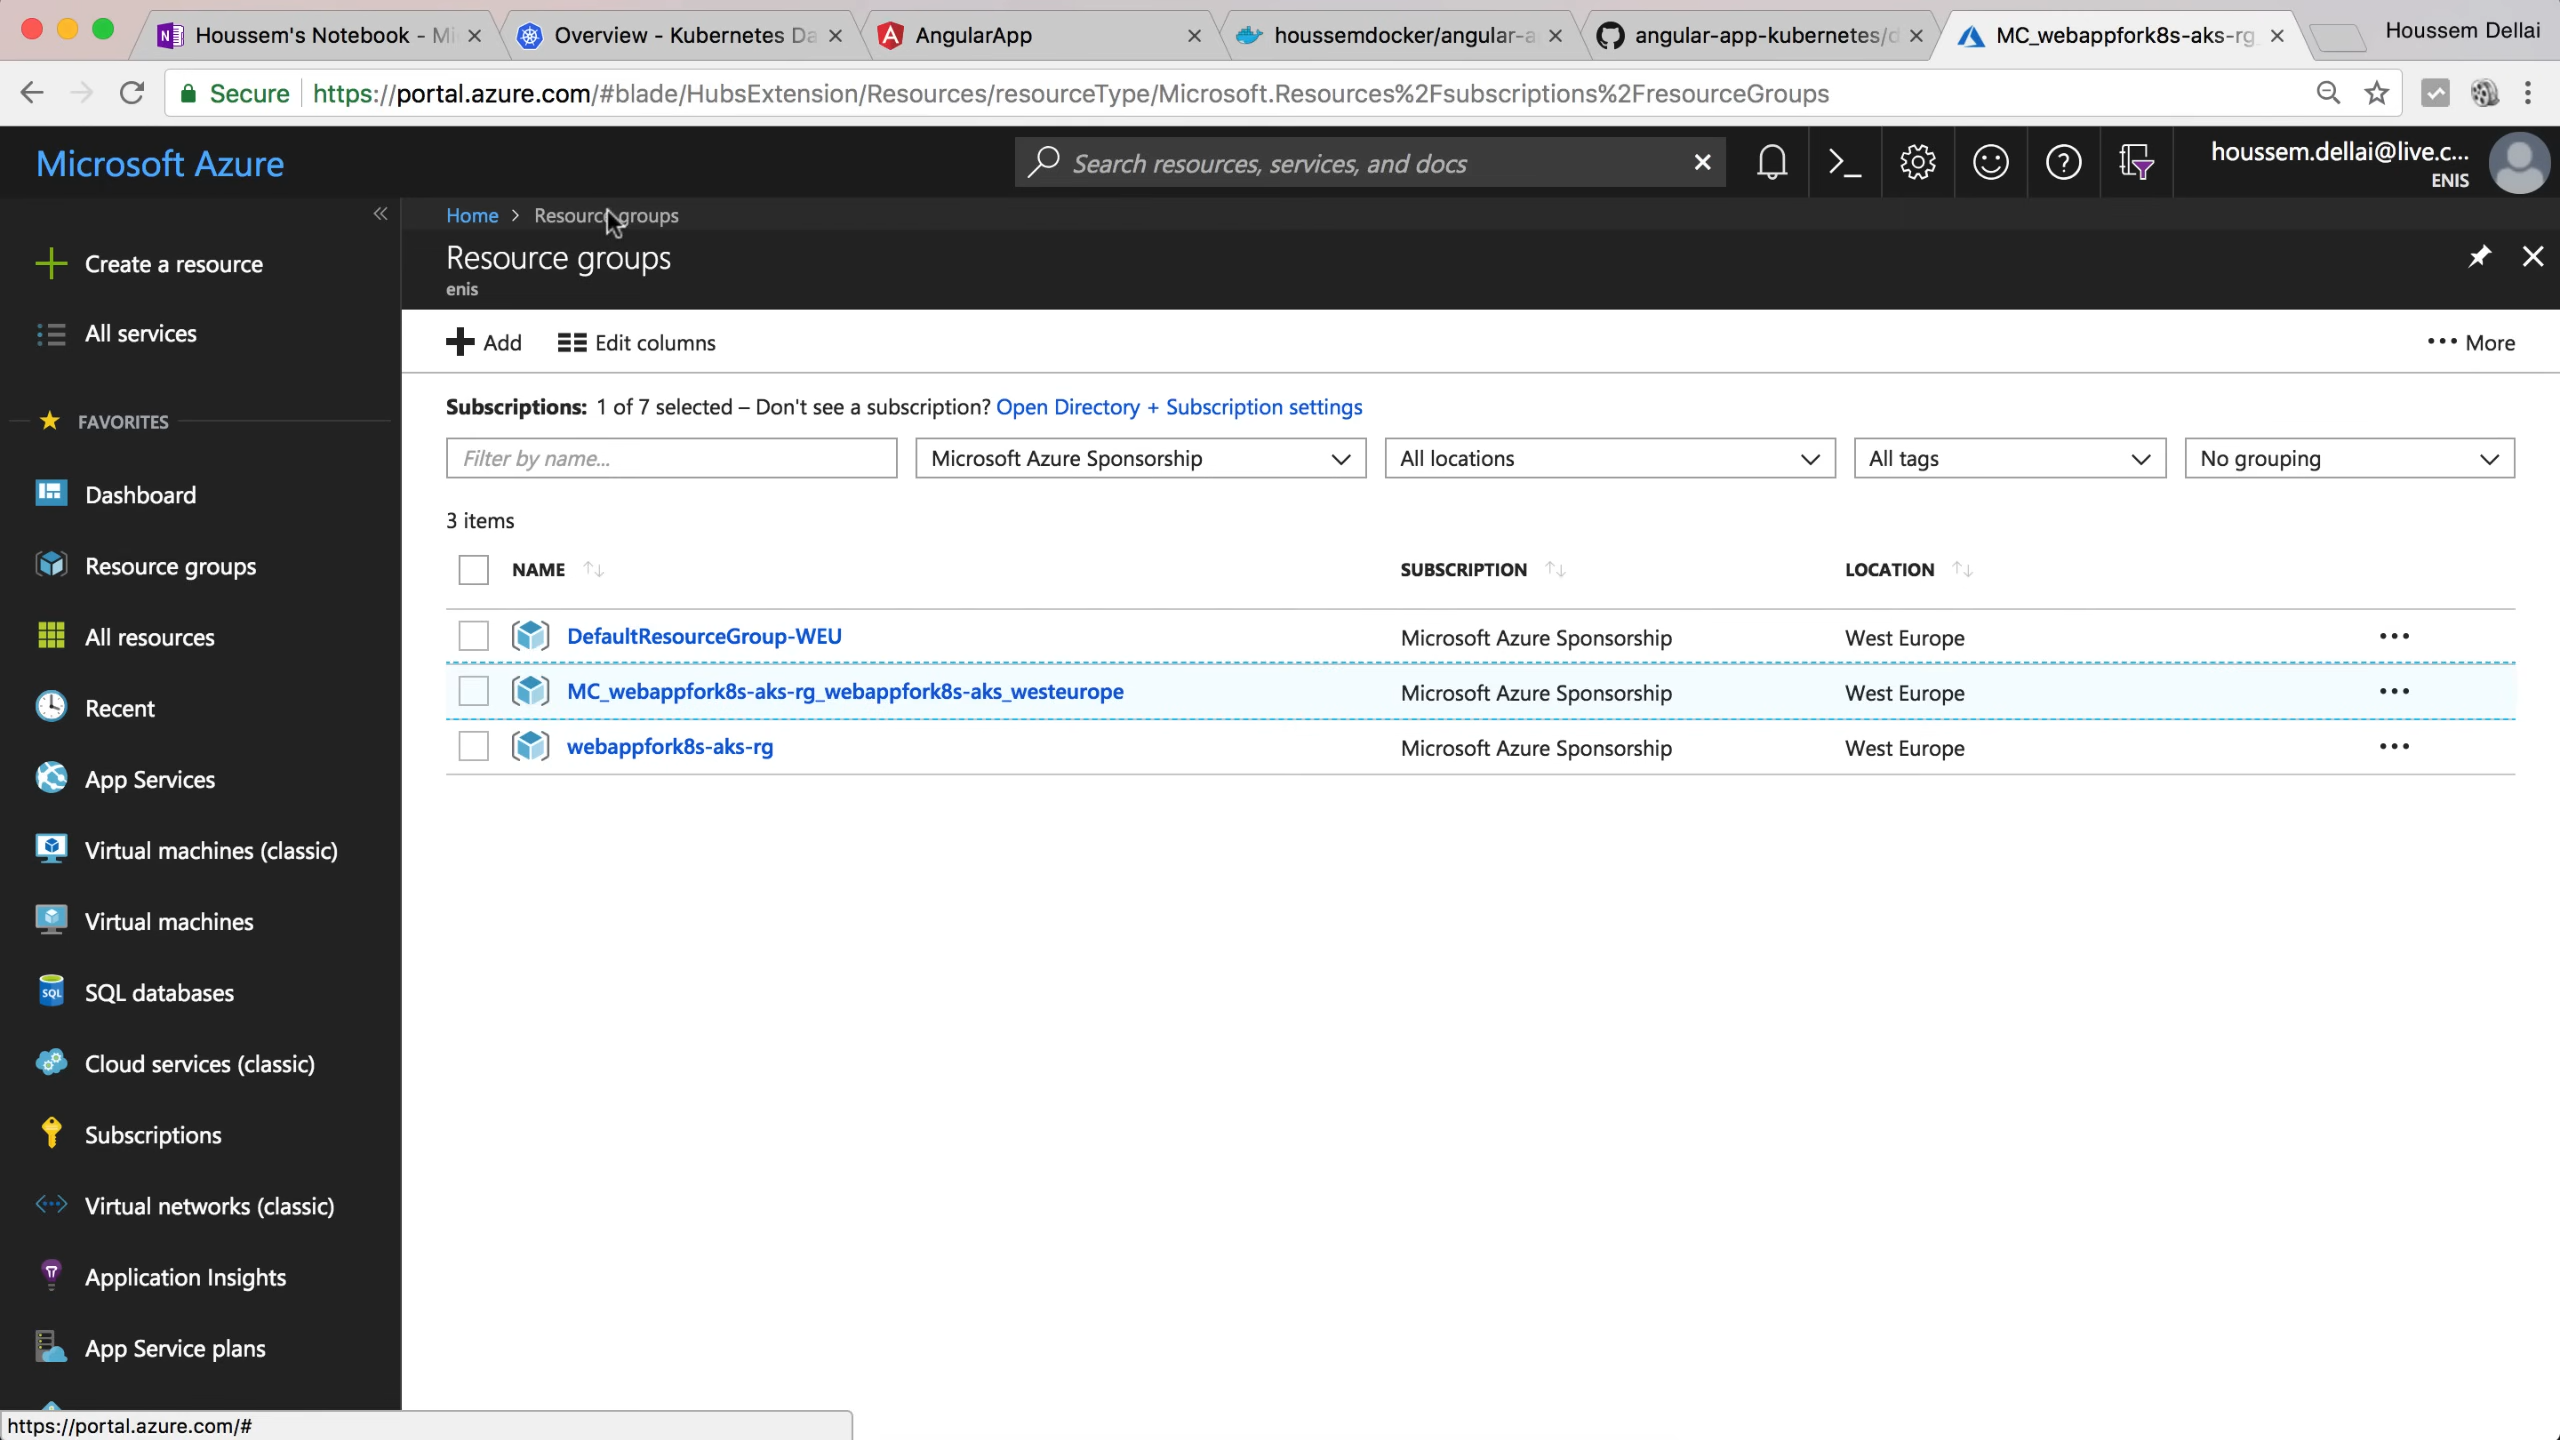 Houssem's Notebook - Mi
Overview - Kubernetes Da
AngularApp
houssemdocker/angular-a
angular-app-kubernetes/d
MC_webappfork8s-aks-rg_
Houssem Dellai
Secure
https://portal.azure.com/#blade/HubsExtension/Resources/resourceType/Microsoft.Resources%2Fsubscriptions%2FresourceGroups
Microsoft Azure
Search resources, services, and docs
houssem.dellai@live.c...
ENIS
Home > Resource groups
Resource groups
enis
Create a resource
All services
FAVORITES
Dashboard
Resource groups
All resources
Recent
App Services
Virtual machines (classic)
Virtual machines
SQL databases
Cloud services (classic)
Subscriptions
Virtual networks (classic)
Application Insights
App Service plans
Add
Edit columns
More
Subscriptions: 1 of 7 selected – Don't see a subscription? Open Directory + Subscription settings
Filter by name...
Microsoft Azure Sponsorship
All locations
All tags
No grouping
3 items
NAME
SUBSCRIPTION
LOCATION
DefaultResourceGroup-WEU
Microsoft Azure Sponsorship
West Europe
MC_webappfork8s-aks-rg_webappfork8s-aks_westeurope
Microsoft Azure Sponsorship
West Europe
webappfork8s-aks-rg
Microsoft Azure Sponsorship
West Europe
https://portal.azure.com/#